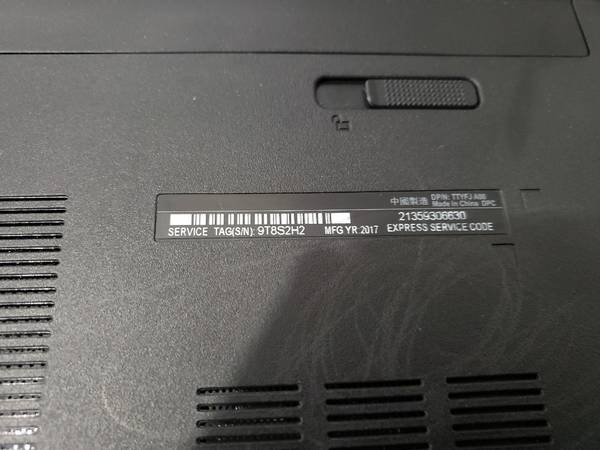 中國製造 DP/N: TTYFJ A00
Made in China DPC
21359306630
SERVICE TAG(S/N): 9T8S2H2 MFG YR:2017 EXPRESS SERVICE CODE